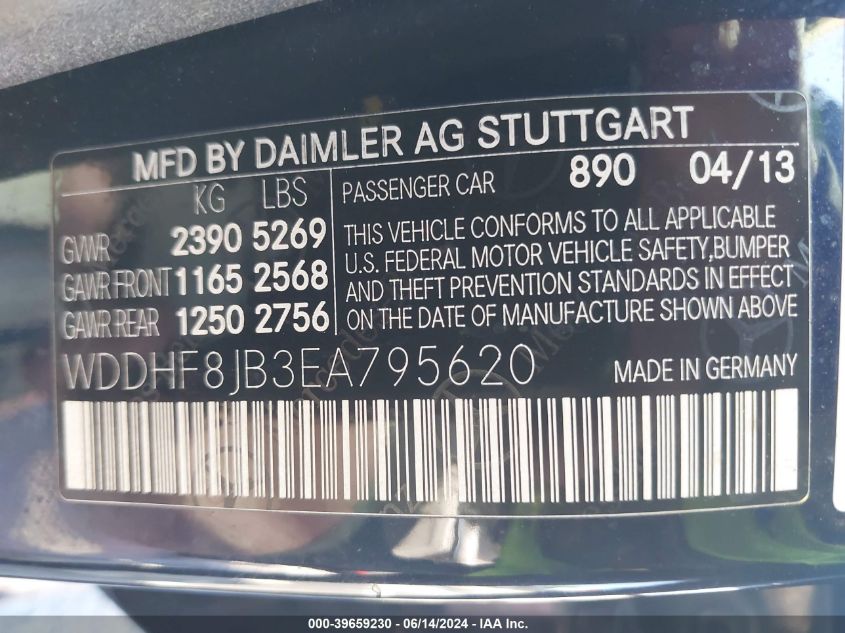 MFD BY DAIMLER AG STUTTGART
KG LBS
GVWR 2390 5269
GAWR FRONT 1165 2568
GAWR REAR 1250 2756
PASSENGER CAR 890 04/13
THIS VEHICLE CONFORMS TO ALL APPLICABLE
U.S. FEDERAL MOTOR VEHICLE SAFETY,BUMPER
AND THEFT PREVENTION STANDARDS IN EFFECT
ON THE DATE OF MANUFACTURE SHOWN ABOVE
WDDHF8JB3EA795620 MADE IN GERMANY
000-39659230 - 06/14/2024 - IAA Inc.